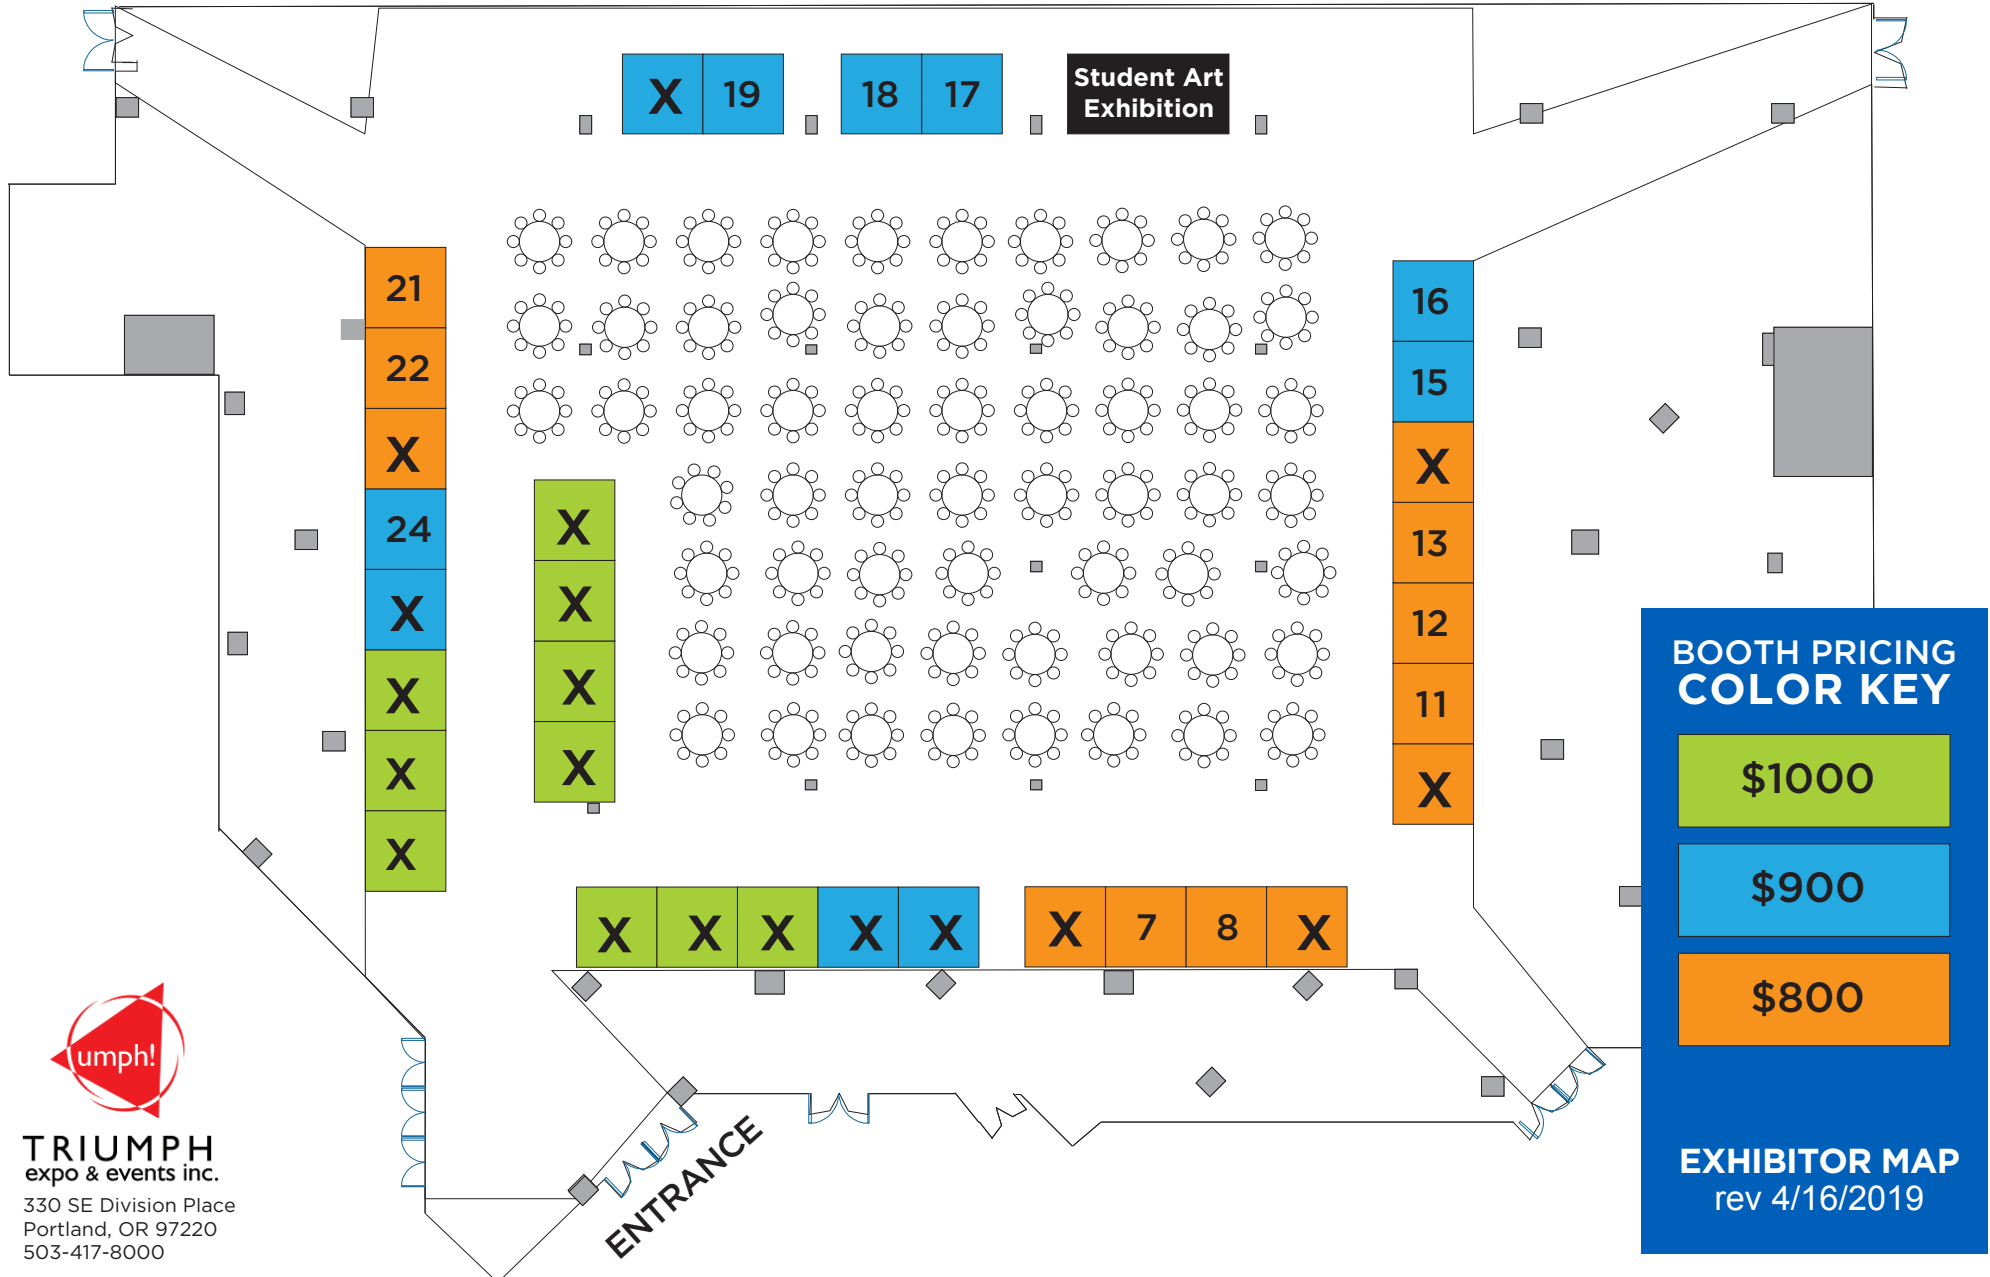 X 19 18 17 Student Art
Exhibition
21
22
X
24
X
X
X
X
X
X
X
X
16
15
X
13
12
11
X
X X X X X X 7 8 X
BOOTH PRICING
COLOR KEY
$1000
$900
$800
EXHIBITOR MAP
rev 4/16/2019
ENTRANCE
umph!
TRIUMPH
expo & events inc.
330 SE Division Place
Portland, OR 97220
503-417-8000